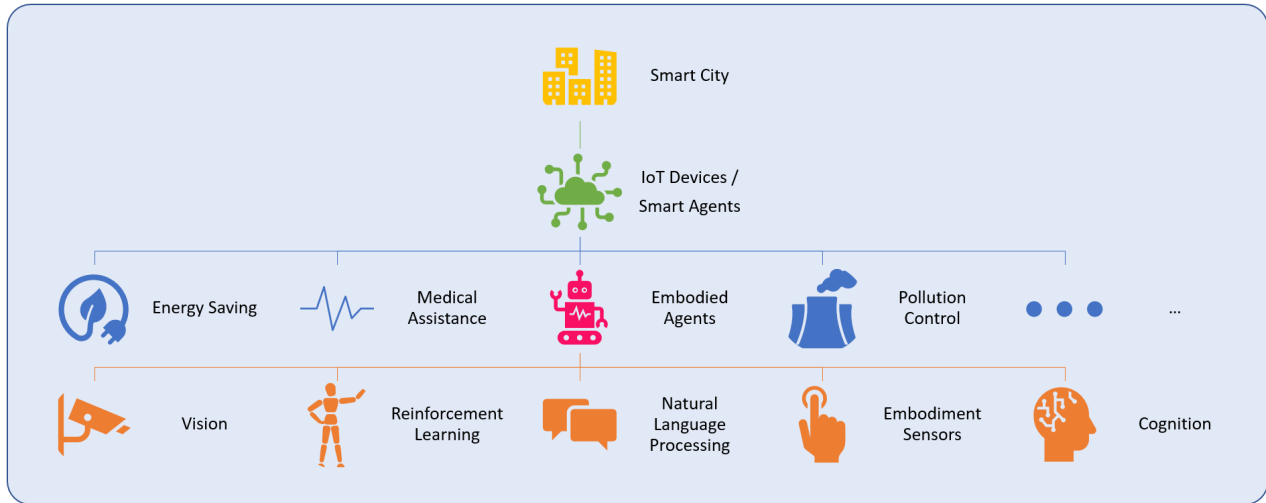 Smart City
IoT Devices /
Smart Agents
Energy Saving
Medical
Assistance
Embodied
Agents
Pollution
Control
...
Vision
Reinforcement
Learning
Natural
Language
Processing
Embodiment
Sensors
Cognition